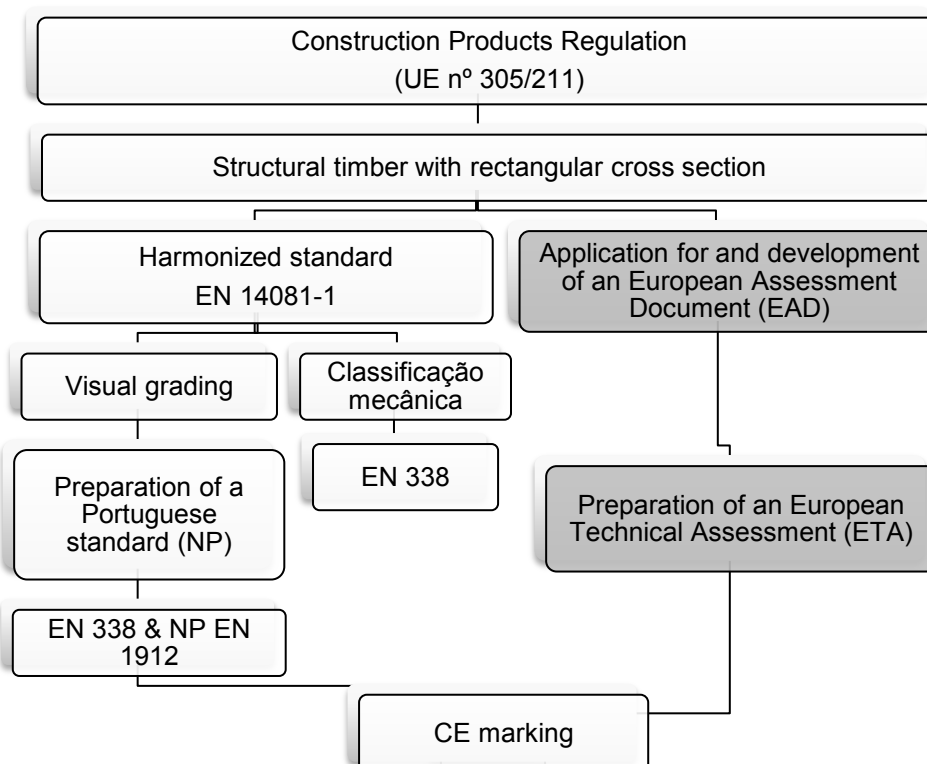 Construction Products Regulation
(UE nº 305/211)
Structural timber with rectangular cross section
Harmonized standard
EN 14081-1
Application for and development
of an European Assessment
Document (EAD)
Visual grading
Classificação
mecânica
Preparation of a
Portuguese
standard (NP)
EN 338
Preparation of an European
Technical Assessment (ETA)
EN 338 & NP EN
1912
CE marking